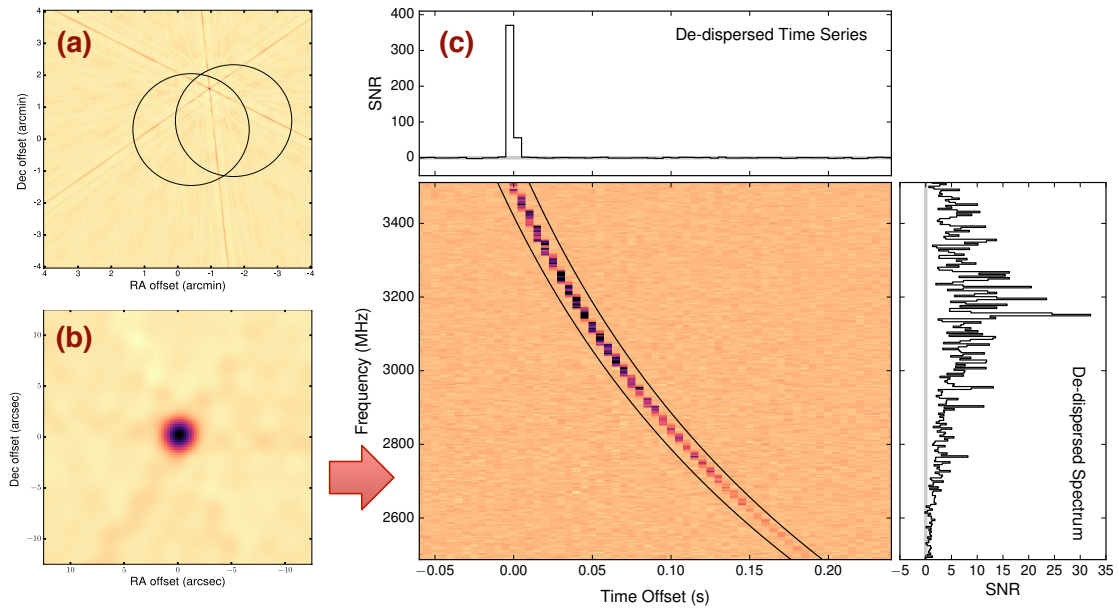 (a)
4
3
2
1
0
-1
-2
-3
-4
Dec offset (arcmin)
4 3 2 1 0 -1 -2 -3 -4
RA offset (arcmin)
(b)
10
5
0
−5
−10
Dec offset (arcsec)
10 5 0 −5 −10
RA offset (arcsec)
(c)
De-dispersed Time Series
400
300
200
100
0
SNR
3400
3200
3000
2800
2600
Frequency (MHz)
−0.05 0.00 0.05 0.10 0.15 0.20
Time Offset (s)
De-dispersed Spectrum
−5 0 5 10 15 20 25 30 35
SNR